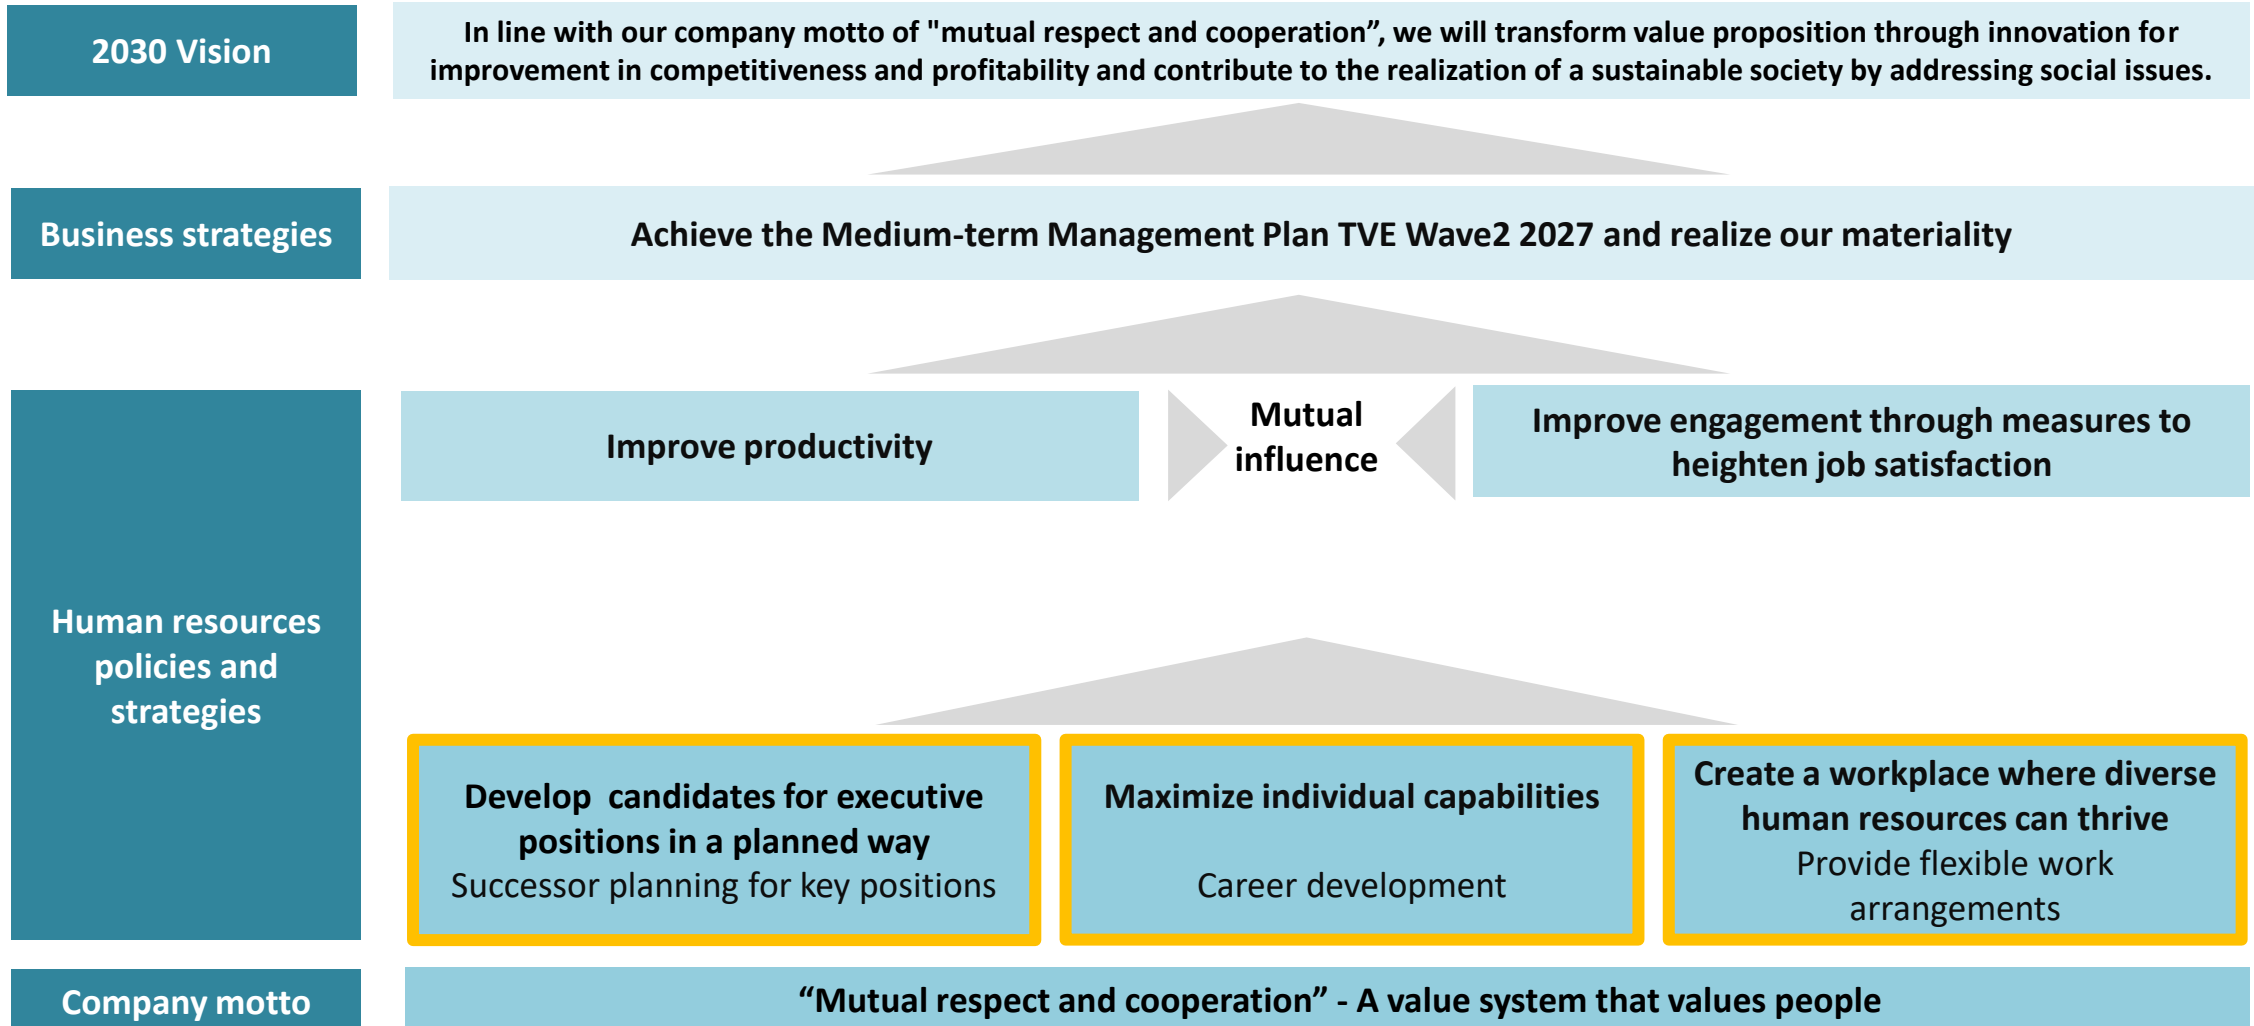 2030 Vision
In line with our company motto of "mutual respect and cooperation”, we will transform value proposition through innovation for
improvement in competitiveness and profitability and contribute to the realization of a sustainable society by addressing social issues.
Business strategies
Achieve the Medium-term Management Plan TVE Wave2 2027 and realize our materiality
Human resources
policies and
strategies
Improve productivity
Mutual
influence
Improve engagement through measures to
heighten job satisfaction
Develop candidates for executive
positions in a planned way
Successor planning for key positions
Maximize individual capabilities
Career development
Create a workplace where diverse
human resources can thrive
Provide flexible work
arrangements
Company motto
“Mutual respect and cooperation” - A value system that values people